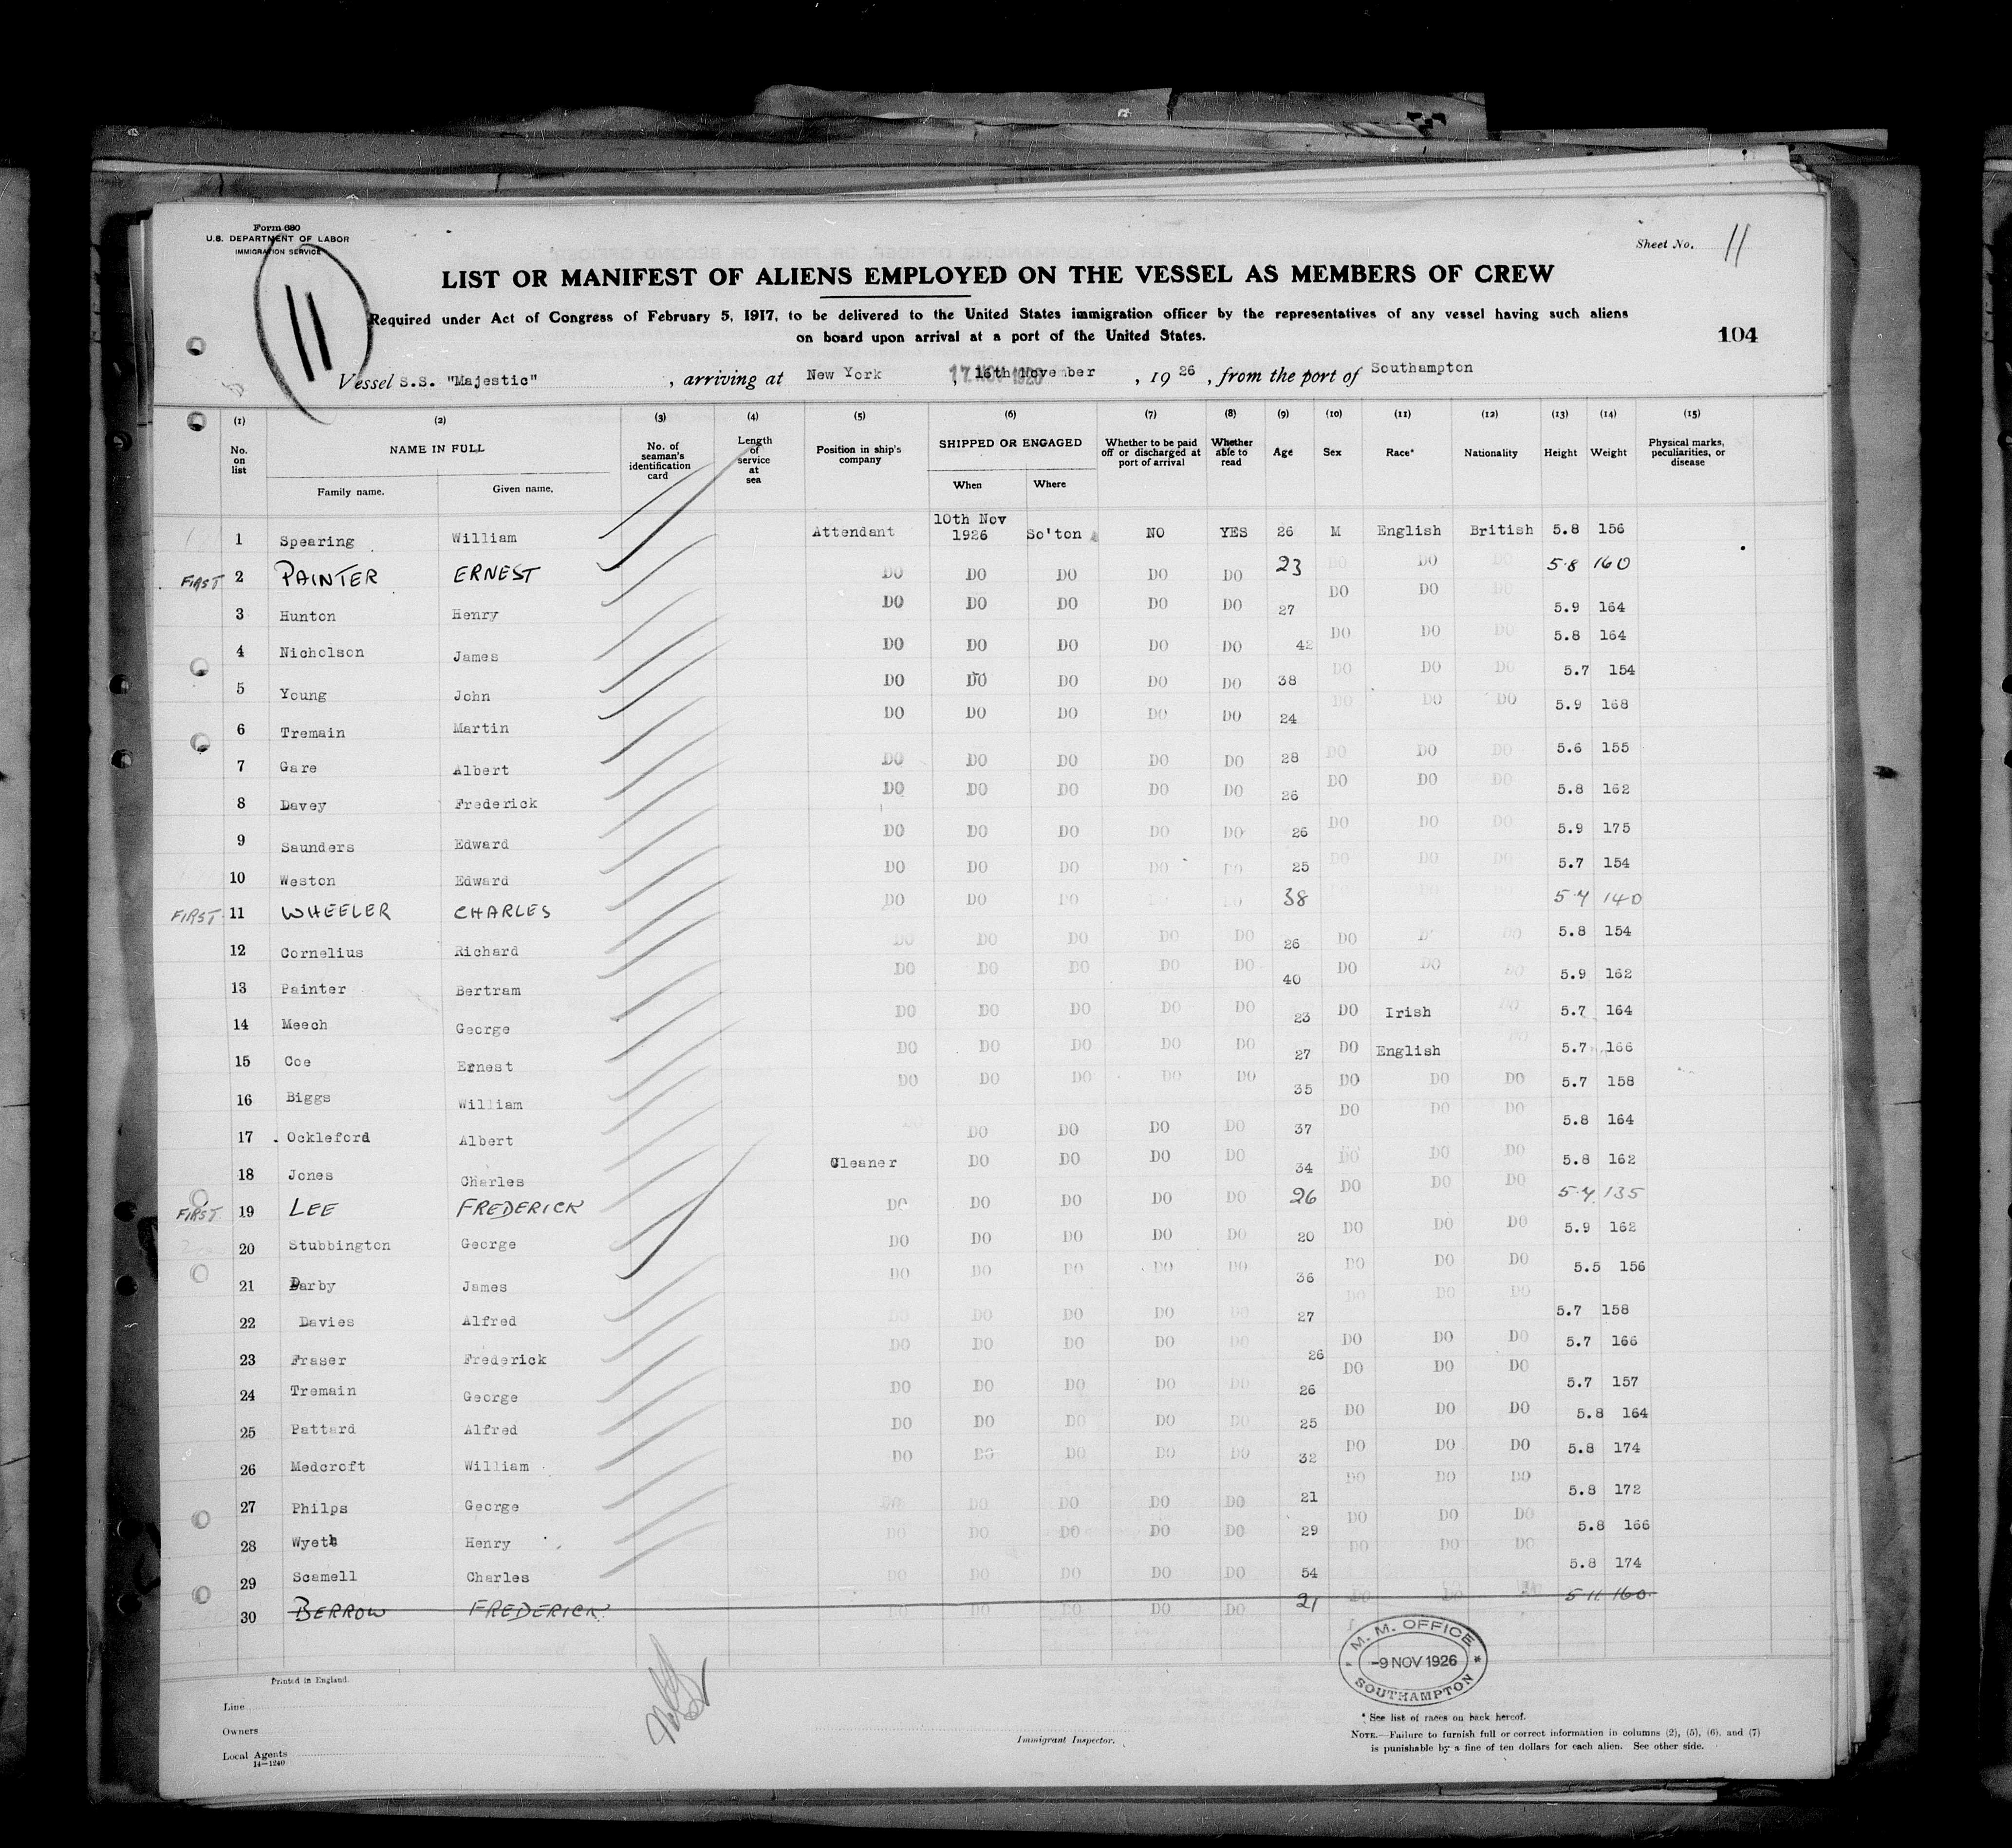 Form 680
U.S. DEPARTMENT OF LABOR
IMMIGRATION SERVICE
Sheet No. 11
11
LIST OR MANIFEST OF ALIENS EMPLOYED ON THE VESSEL AS MEMBERS OF CREW
Required under Act of Congress of February 5, 1917, to be delivered to the United States immigration officer by the representatives of any vessel having such aliens
on board upon arrival at a port of the United States.
104
Vessel S.S. "Majestic" , arriving at New York , 16th November 17 NOV 1926 , 19 26 , from the port of Southampton
(1) (2) (3) (4) (5) (6) (7) (8) (9) (10) (11) (12) (13) (14) (15)
No. on list NAME IN FULL Family name. Given name. No. of seaman's identification card Length of service at sea Position in ship's company SHIPPED OR ENGAGED When Where Whether to be paid off or discharged at port of arrival Whether able to read Age Sex Race* Nationality Height Weight Physical marks, peculiarities, or disease
1 Spearing William Attendant 10th Nov 1926 So'ton NO YES 26 M English British 5.8 156
FIRST 2 PAINTER ERNEST DO DO DO DO DO 23 DO DO DO 5.8 160
3 Hunton Henry DO DO DO DO DO 27 DO DO DO 5.9 164
4 Nicholson James DO DO DO DO DO 42 DO DO DO 5.8 164
5 Young John DO DO DO DO DO 38 DO DO DO 5.7 154
6 Tremain Martin DO DO DO DO DO 24 DO DO DO 5.9 168
7 Gare Albert DO DO DO DO DO 28 DO DO DO 5.6 155
8 Davey Frederick DO DO DO DO DO 26 DO DO DO 5.8 162
9 Saunders Edward DO DO DO DO DO 26 DO DO DO 5.9 175
10 Weston Edward DO DO DO DO DO 25 DO DO DO 5.7 154
FIRST 11 WHEELER CHARLES DO DO DO DO 38 5.7 140
12 Cornelius Richard DO DO DO DO DO 26 DO D DO 5.8 154
13 Painter Bertram DO DO DO DO DO 40 DO DO DO 5.9 162
14 Meech George DO DO DO DO DO 23 DO Irish DO 5.7 164
15 Coe Ernest DO DO DO DO DO 27 DO English DO 5.7 166
16 Biggs William DO DO DO DO DO 35 DO DO DO 5.7 158
17 Ockleford Albert DO DO DO DO DO 37 DO DO DO 5.8 164
18 Jones Charles Cleaner DO DO DO DO 34 DO DO DO 5.8 162
FIRST 19 LEE FREDERICK DO DO DO DO DO 26 DO DO DO 5.7 135
20 Stubbington George DO DO DO DO DO 20 DO DO DO 5.9 162
21 Darby James DO DO DO DO DO 36 DO DO DO 5.5 156
22 Davies Alfred DO DO DO DO DO 27 DO DO DO 5.7 158
23 Fraser Frederick DO DO DO DO DO 26 DO DO DO 5.7 166
24 Tremain George DO DO DO DO DO 26 DO DO DO 5.7 157
25 Pattard Alfred DO DO DO DO DO 25 DO DO DO 5.8 164
26 Medcroft William DO DO DO DO DO 32 DO DO DO 5.8 174
27 Philps George DO DO DO DO DO 21 DO DO DO 5.8 172
28 Wyeth Henry DO DO DO DO DO 29 DO DO DO 5.8 166
29 Scamell Charles DO DO DO DO DO 54 DO DO DO 5.8 174
30 BERROW FREDERICK DO DO DO DO DO 21 DO DO 5.11 160
M. M. OFFICE
-9 NOV 1926
SOUTHAMPTON
Printed in England.
Line
Owners
Local Agents
14—1240
Immigrant Inspector.
* See list of races on back hereof.
NOTE.—Failure to furnish full or correct information in columns (2), (5), (6), and (7)
is punishable by a fine of ten dollars for each alien. See other side.